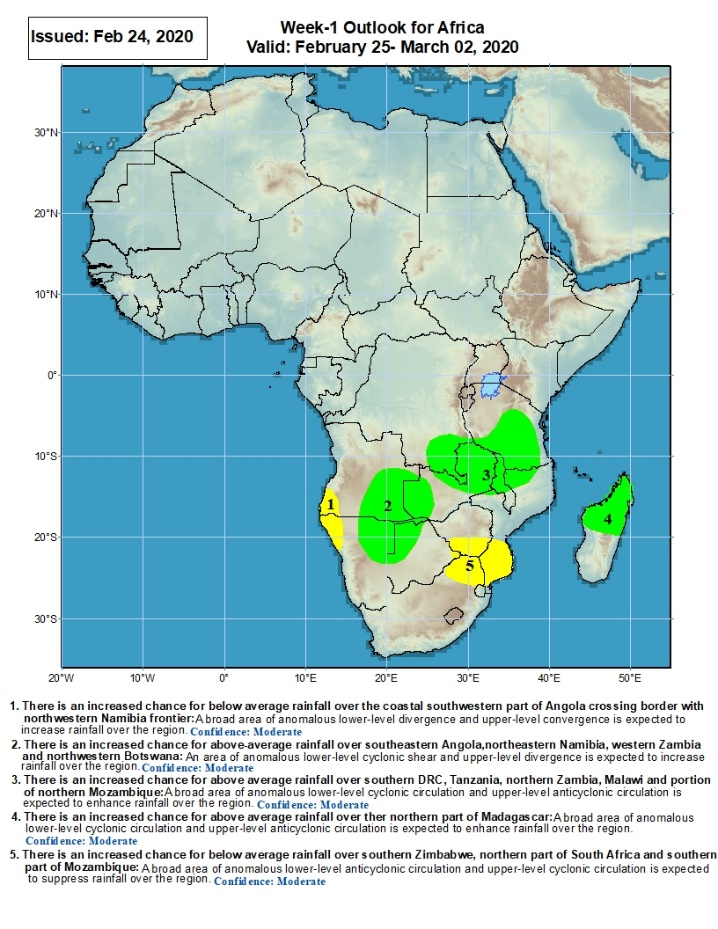 Issued: Feb 24, 2020
Week-1 Outlook for Africa
Valid: February 25- March 02, 2020
30°N
20°N
10°N
0°
10°S
20°S
30°S
1
2
3
4
5
20°W 10°W 0° 10°E 20°E 30°E 40°E 50°E
1. There is an increased chance for below average rainfall over the coastal southwestern part of Angola crossing border with
northwestern Namibia frontier:A broad area of anomalous lower-level divergence and upper-level convergence is expected to
increase rainfall over the region. Confidence: Moderate
2. There is an increased chance for above-average rainfall over southeastern Angola,northeastern Namibia, western Zambia
and northwestern Botswana: An area of anomalous lower-level cyclonic shear and upper-level divergence is expected to increase
rainfall over the region. Confidence: Moderate
3. There is an increased chance for above average rainfall over southern DRC, Tanzania, northern Zambia, Malawi and portion
of northern Mozambique:A broad area of anomalous lower-level cyclonic circulation and upper-level anticyclonic circulation is
expected to enhance rainfall over the region. Confidence: Moderate
4. There is an increased chance for above average rainfall over ther northern part of Madagascar:A broad area of anomalous
lower-level cyclonic circulation and upper-level anticyclonic circulation is expected to enhance rainfall over the region.
Confidence: Moderate
5. There is an increased chance for below average rainfall over southern Zimbabwe, northern part of South Africa and southern
part of Mozambique: A broad area of anomalous lower-level anticyclonic circulation and upper-level cyclonic circulation is expected
to suppress rainfall over the region. Confidence: Moderate